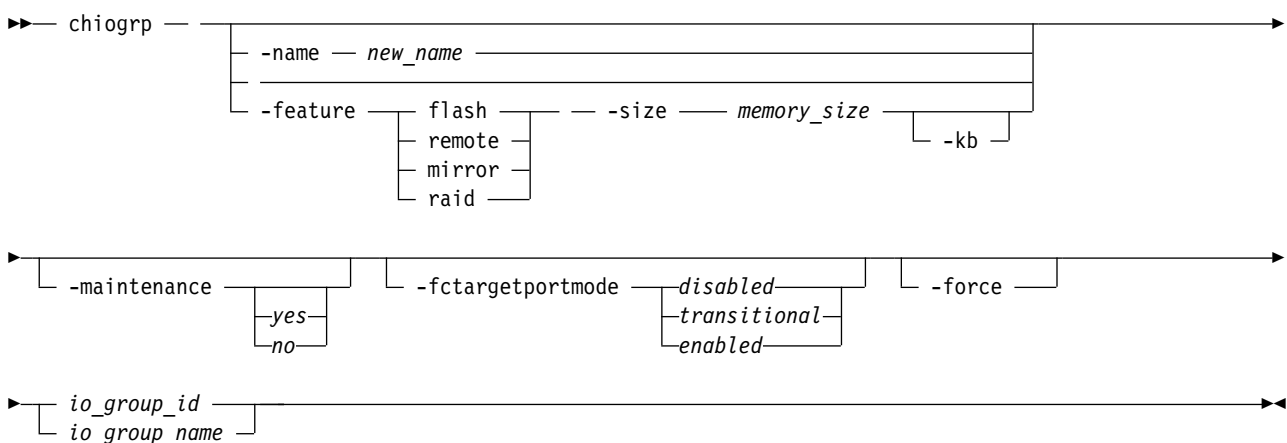 chiogrp
-name new_name
-feature flash -size memory_size
remote -kb
mirror
raid
-maintenance -fctargetportmode disabled -force
yes transitional
no enabled
io_group_id
io_group_name